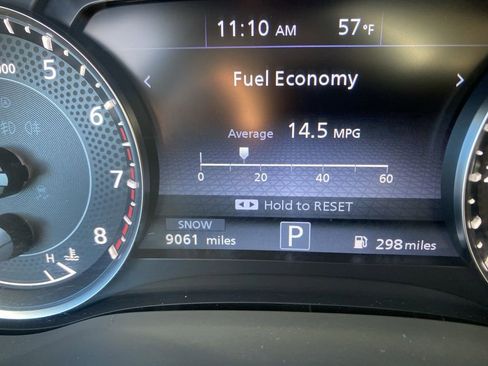 11:10 AM 57°F
Fuel Economy
Average 14.5 MPG
0 20 40 60
Hold to RESET
SNOW
9061 miles P 298 miles
000 5
6
7
8
H